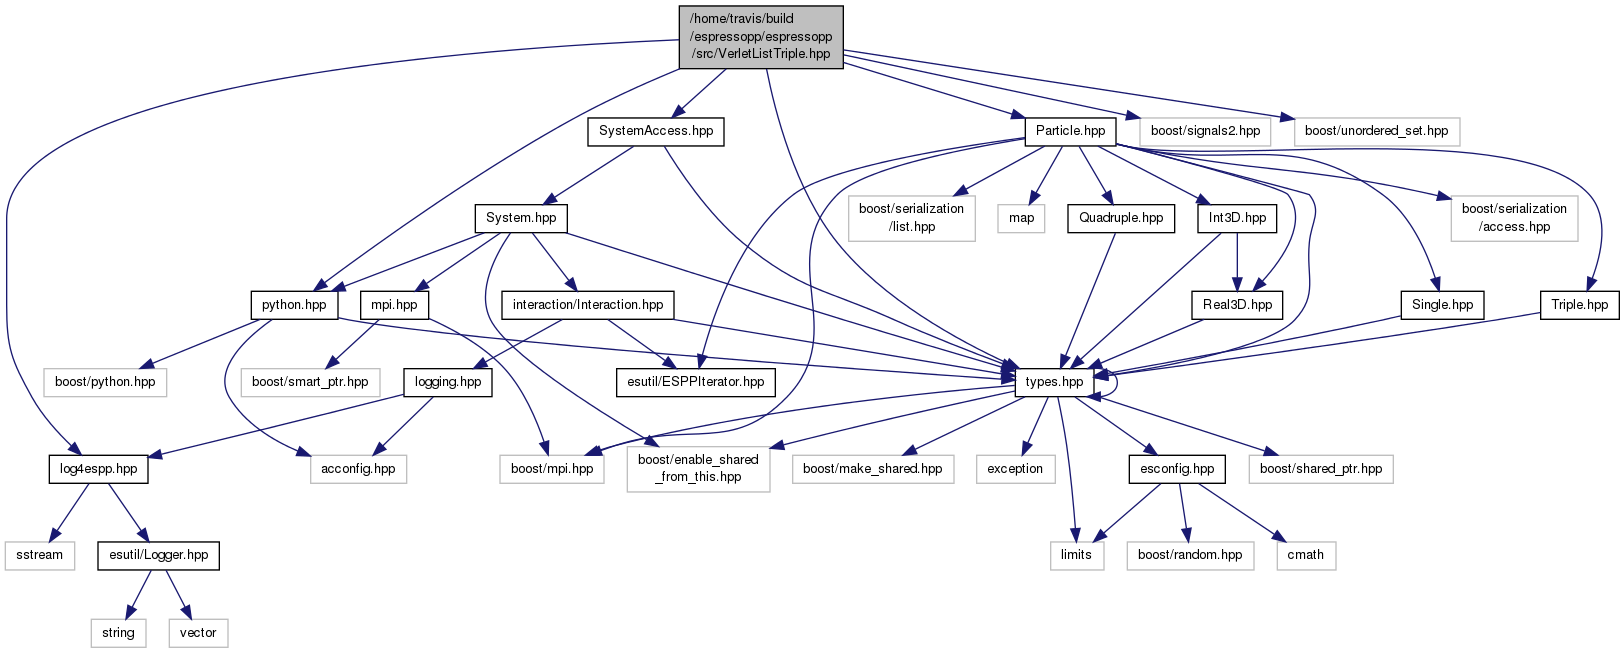 /home/travis/build
/espressopp/espressopp
/src/VerletListTriple.hpp
SystemAccess.hpp
Particle.hpp
boost/signals2.hpp
boost/unordered_set.hpp
System.hpp
boost/serialization
/list.hpp
map
Quadruple.hpp
Int3D.hpp
boost/serialization
/access.hpp
python.hpp
mpi.hpp
interaction/Interaction.hpp
Real3D.hpp
Single.hpp
Triple.hpp
boost/python.hpp
boost/smart_ptr.hpp
logging.hpp
esutil/ESPPIterator.hpp
types.hpp
log4espp.hpp
acconfig.hpp
boost/mpi.hpp
boost/enable_shared
_from_this.hpp
boost/make_shared.hpp
exception
esconfig.hpp
boost/shared_ptr.hpp
sstream
esutil/Logger.hpp
limits
boost/random.hpp
cmath
string
vector